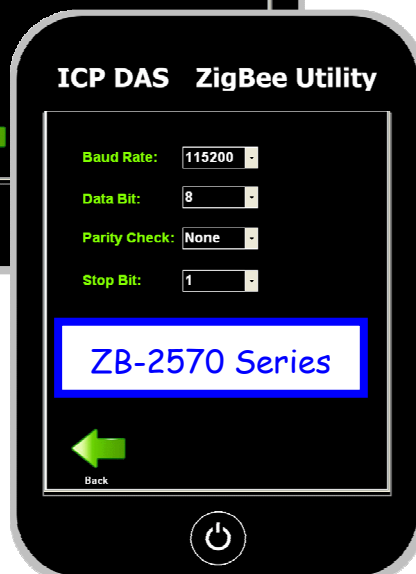 ICP DAS ZigBee Utility
Baud Rate: 115200
Data Bit: 8
Parity Check: None
Stop Bit: 1
ZB-2570 Series
Back